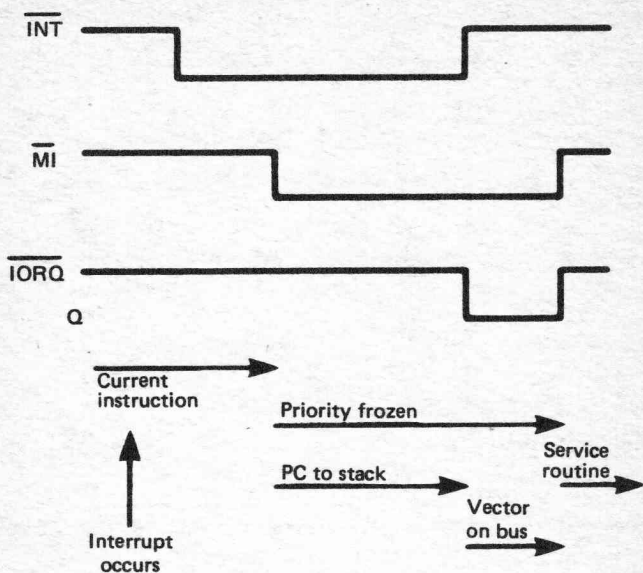 INT
MI
IORQ
Q
Current
instruction
Priority frozen
Service
routine
PC to stack
Vector
on bus
Interrupt
occurs